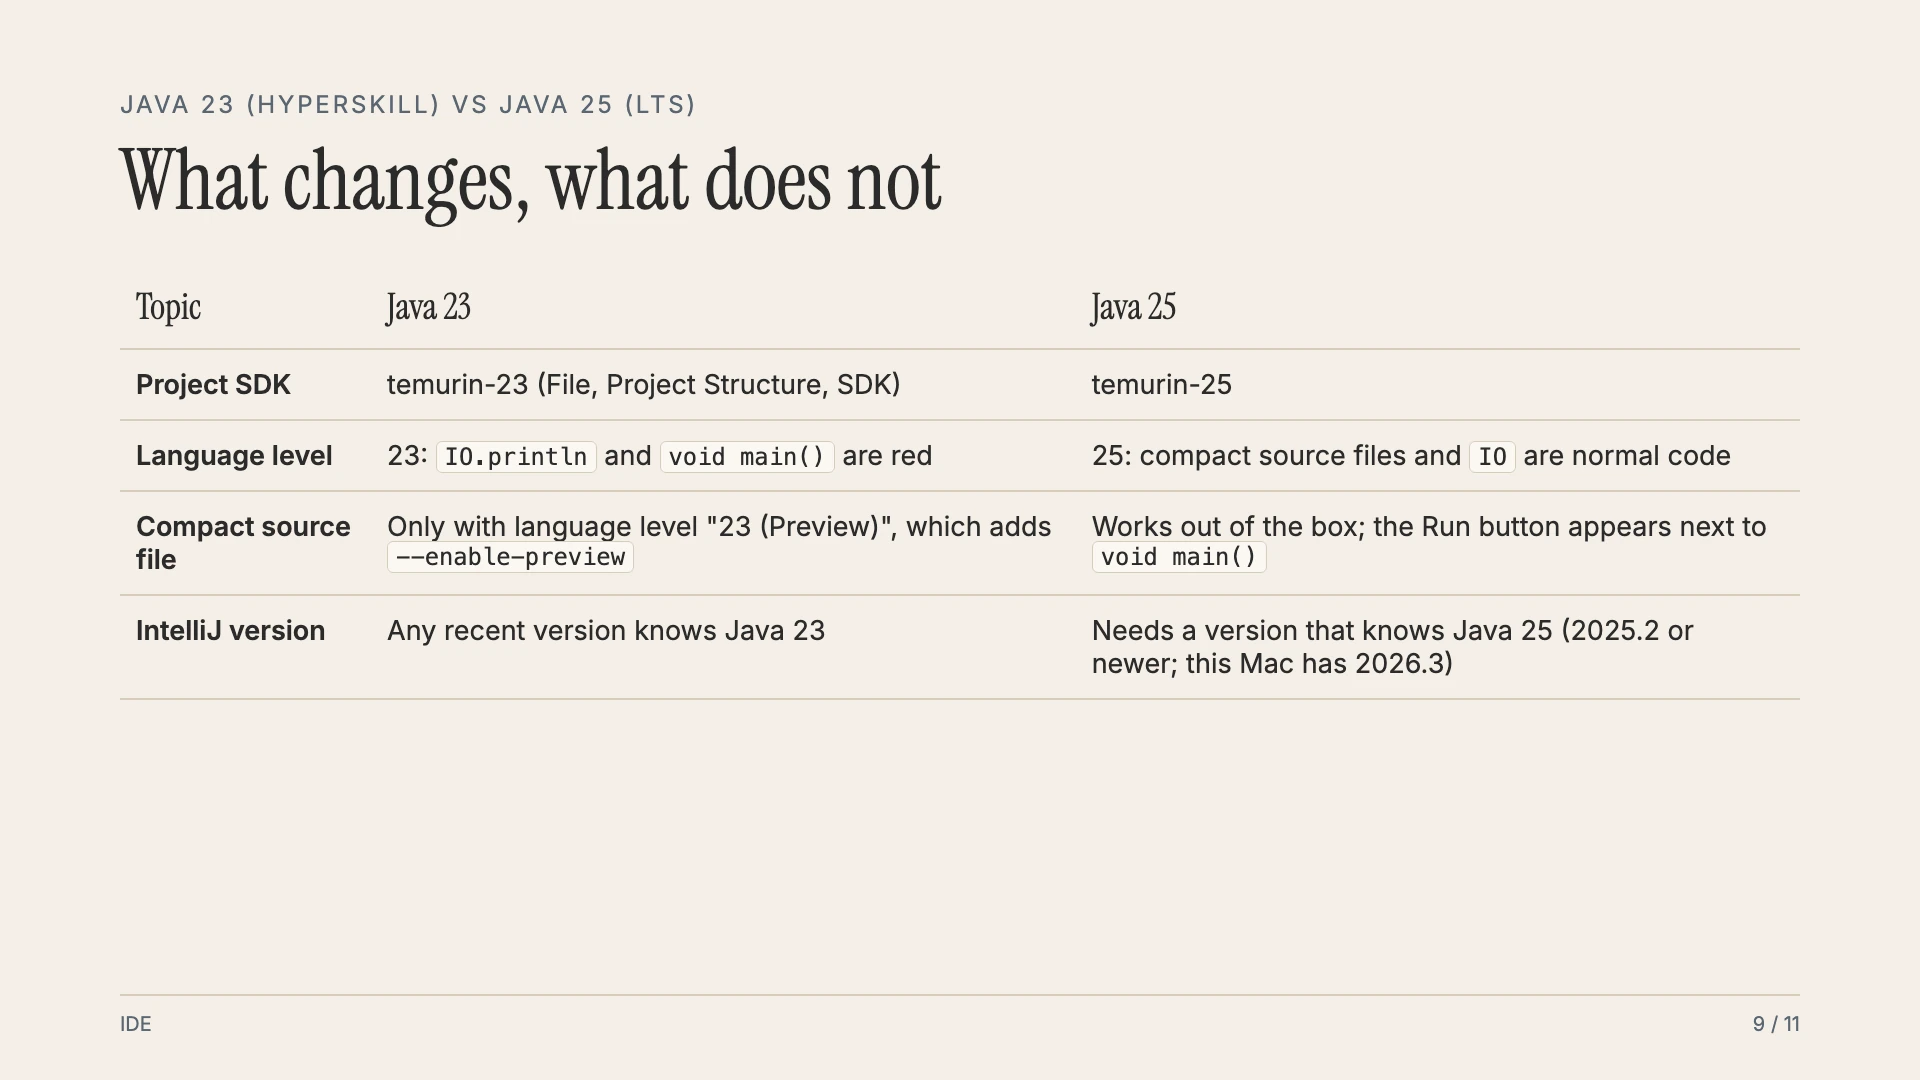 JAVA 23 (HYPERSKILL) VS JAVA 25 (LTS)
What changes, what does not
Topic Java 23 Java 25
Project SDK temurin-23 (File, Project Structure, SDK) temurin-25
Language level 23: IO.println and void main() are red 25: compact source files and IO are normal code
Compact source file Only with language level "23 (Preview)", which adds --enable-preview Works out of the box; the Run button appears next to void main()
IntelliJ version Any recent version knows Java 23 Needs a version that knows Java 25 (2025.2 or newer; this Mac has 2026.3)
IDE 9 / 11